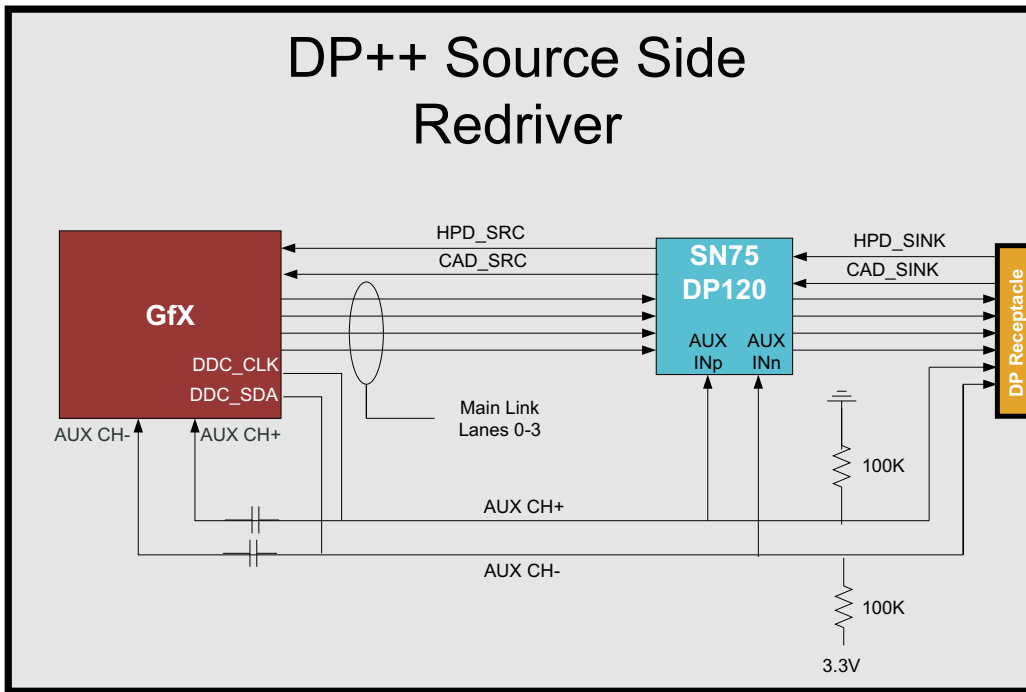 DP++ Source Side
Redriver
HPD_SRC
CAD_SRC
HPD_SINK
CAD_SINK
SN75
DP120
GfX
AUX
INp
AUX
INn
DP Receptacle
DDC_CLK
DDC_SDA
AUX CH-
AUX CH+
Main Link
Lanes 0-3
100K
AUX CH+
AUX CH-
100K
3.3V